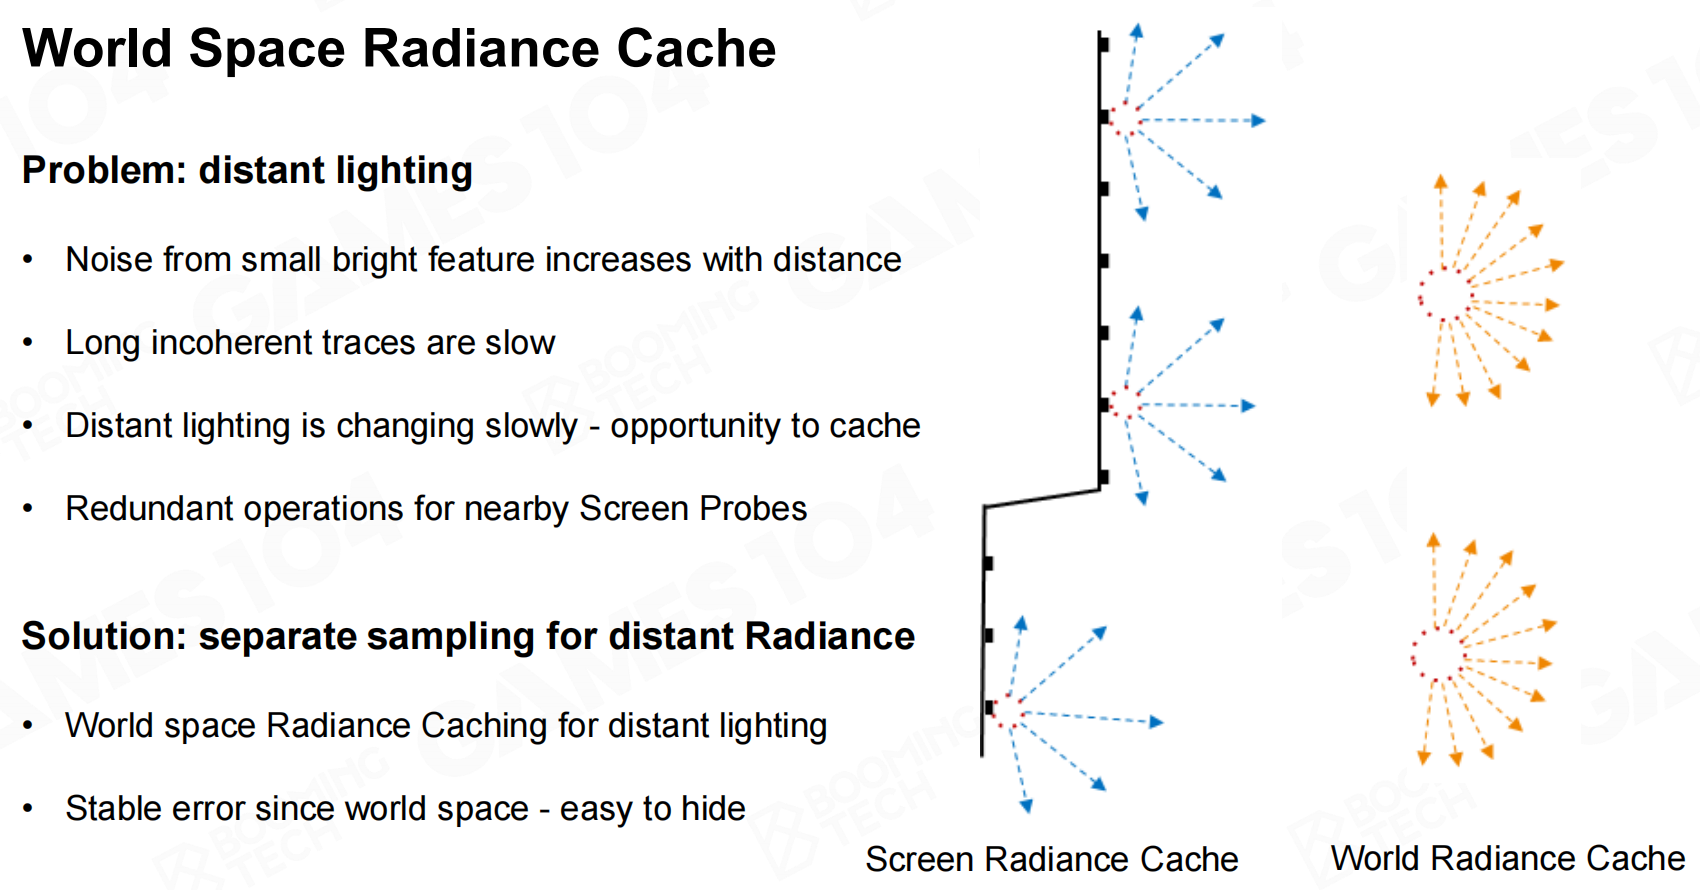 World Space Radiance Cache
Problem: distant lighting
• Noise from small bright feature increases with distance
• Long incoherent traces are slow
• Distant lighting is changing slowly - opportunity to cache
• Redundant operations for nearby Screen Probes
Solution: separate sampling for distant Radiance
• World space Radiance Caching for distant lighting
• Stable error since world space - easy to hide
Screen Radiance Cache
World Radiance Cache
GAMES104
BOOMING TECH